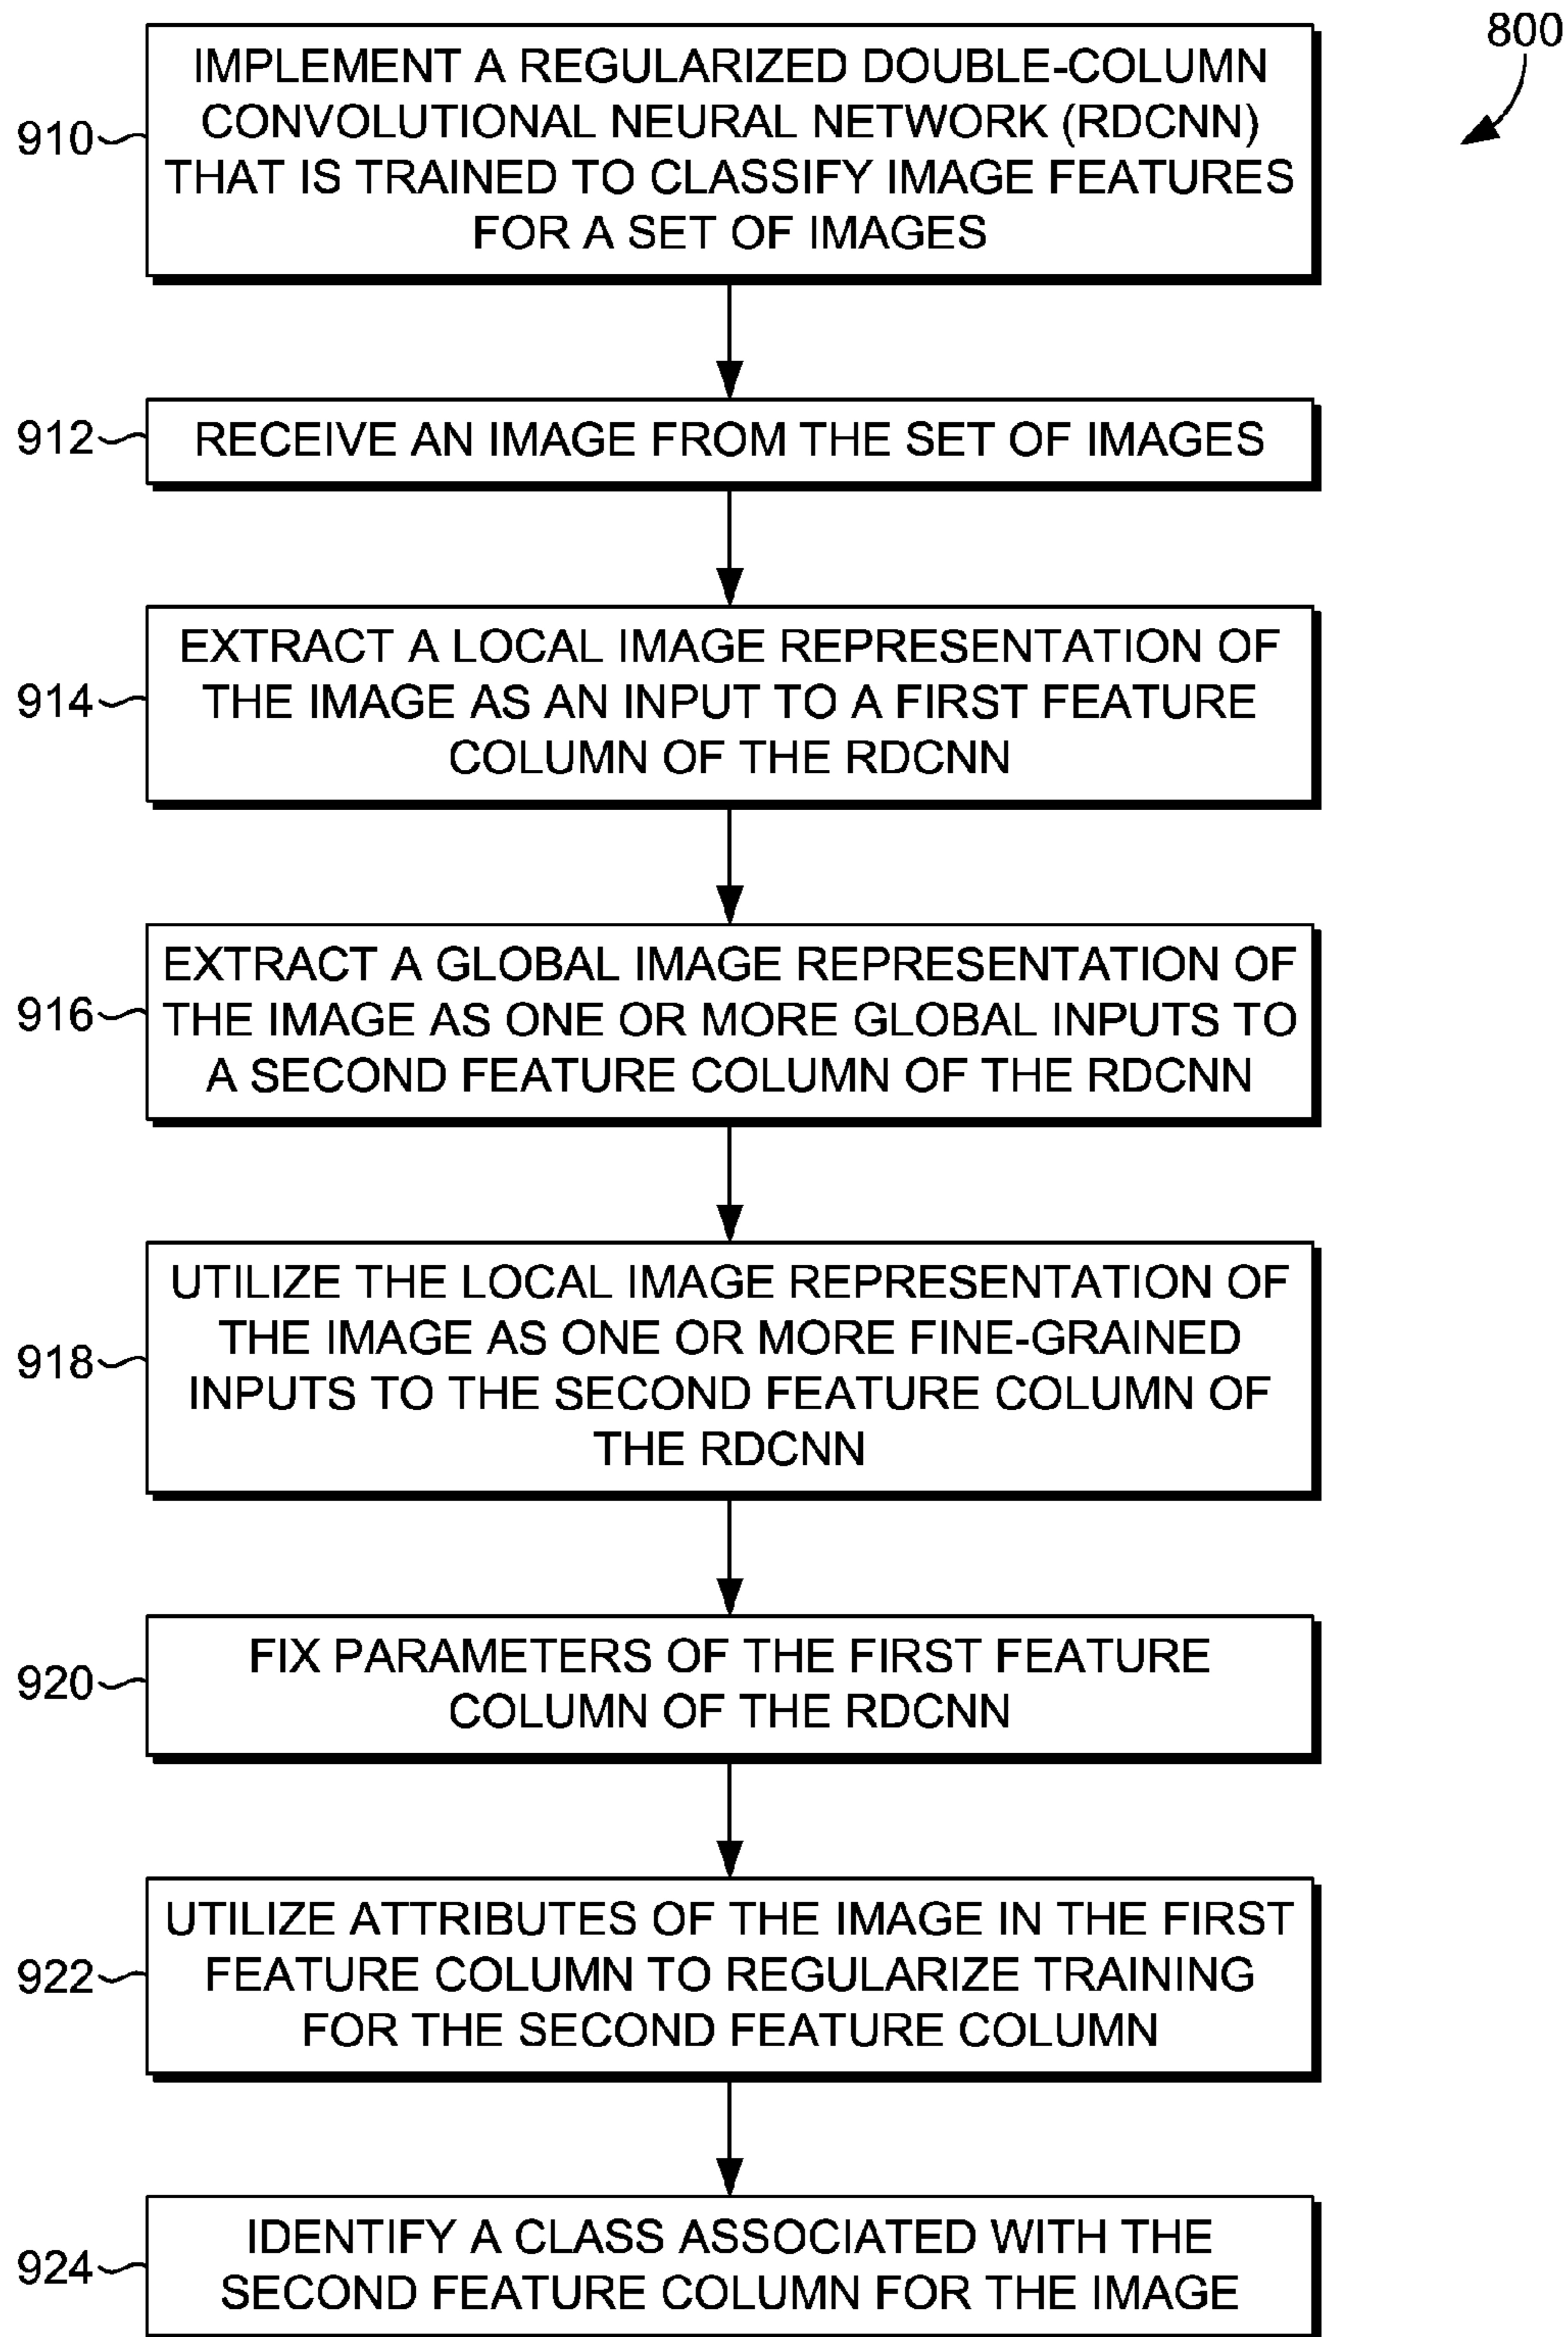 800
910
IMPLEMENT A REGULARIZED DOUBLE-COLUMN
CONVOLUTIONAL NEURAL NETWORK (RDCNN)
THAT IS TRAINED TO CLASSIFY IMAGE FEATURES
FOR A SET OF IMAGES
912
RECEIVE AN IMAGE FROM THE SET OF IMAGES
914
EXTRACT A LOCAL IMAGE REPRESENTATION OF
THE IMAGE AS AN INPUT TO A FIRST FEATURE
COLUMN OF THE RDCNN
916
EXTRACT A GLOBAL IMAGE REPRESENTATION OF
THE IMAGE AS ONE OR MORE GLOBAL INPUTS TO
A SECOND FEATURE COLUMN OF THE RDCNN
918
UTILIZE THE LOCAL IMAGE REPRESENTATION OF
THE IMAGE AS ONE OR MORE FINE-GRAINED
INPUTS TO THE SECOND FEATURE COLUMN OF
THE RDCNN
920
FIX PARAMETERS OF THE FIRST FEATURE
COLUMN OF THE RDCNN
922
UTILIZE ATTRIBUTES OF THE IMAGE IN THE FIRST
FEATURE COLUMN TO REGULARIZE TRAINING
FOR THE SECOND FEATURE COLUMN
924
IDENTIFY A CLASS ASSOCIATED WITH THE
SECOND FEATURE COLUMN FOR THE IMAGE